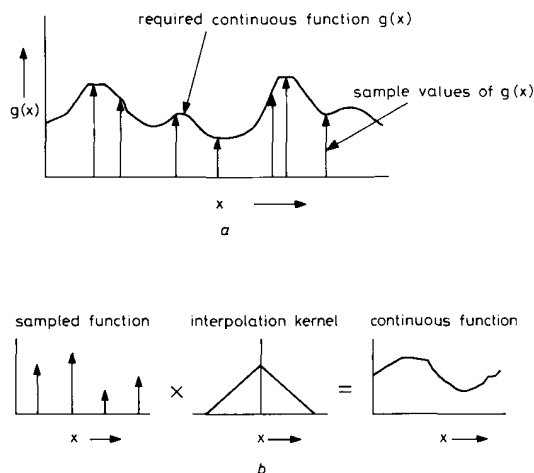 required continuous function g(x)
g(x)
sample values of g(x)
x
a
sampled function
interpolation kernel
continuous function
×
=
x
x
x
b